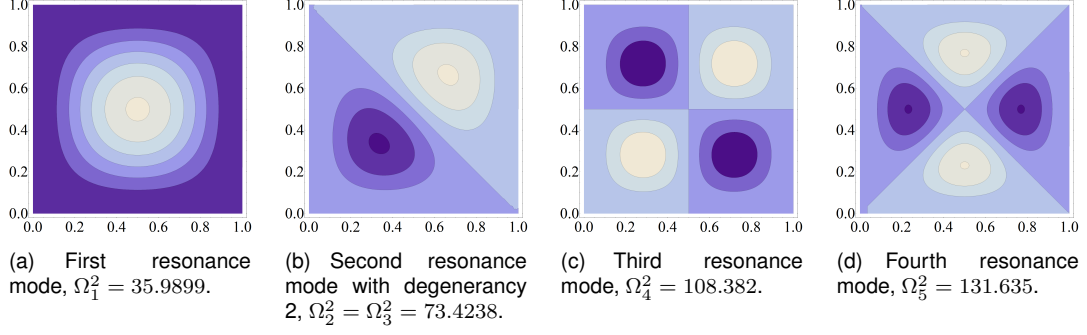 1.0
0.8
0.6
0.4
0.2
0.0
0.0 0.2 0.4 0.6 0.8 1.0
(a) First resonance
mode, Ω₁² = 35.9899.
1.0
0.8
0.6
0.4
0.2
0.0
0.0 0.2 0.4 0.6 0.8 1.0
(b) Second resonance
mode with degenerancy
2, Ω₂² = Ω₃² = 73.4238.
1.0
0.8
0.6
0.4
0.2
0.0
0.0 0.2 0.4 0.6 0.8 1.0
(c) Third resonance
mode, Ω₄² = 108.382.
1.0
0.8
0.6
0.4
0.2
0.0
0.0 0.2 0.4 0.6 0.8 1.0
(d) Fourth resonance
mode, Ω₅² = 131.635.